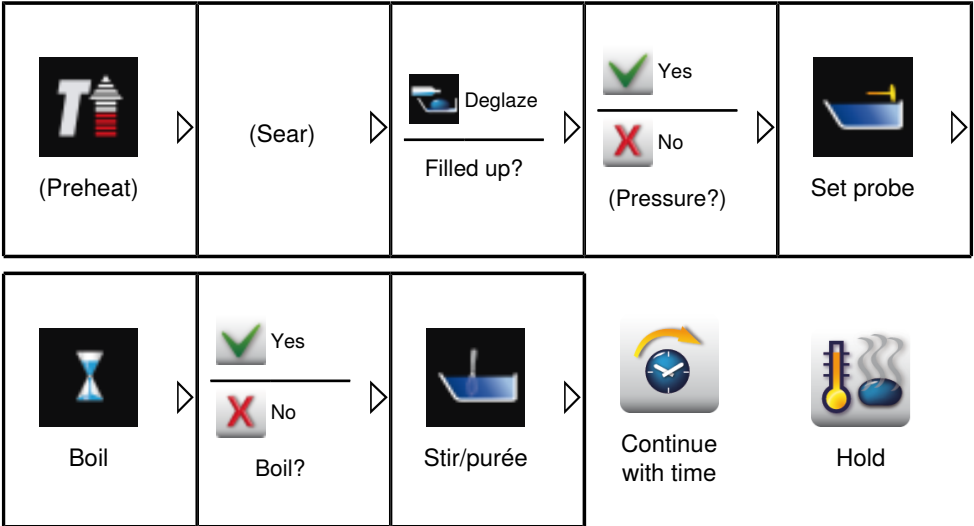 (Preheat)
(Sear)
Deglaze
Filled up?
Yes
No
(Pressure?)
Set probe
Boil
Yes
No
Boil?
Stir/purée
Continue
with time
Hold